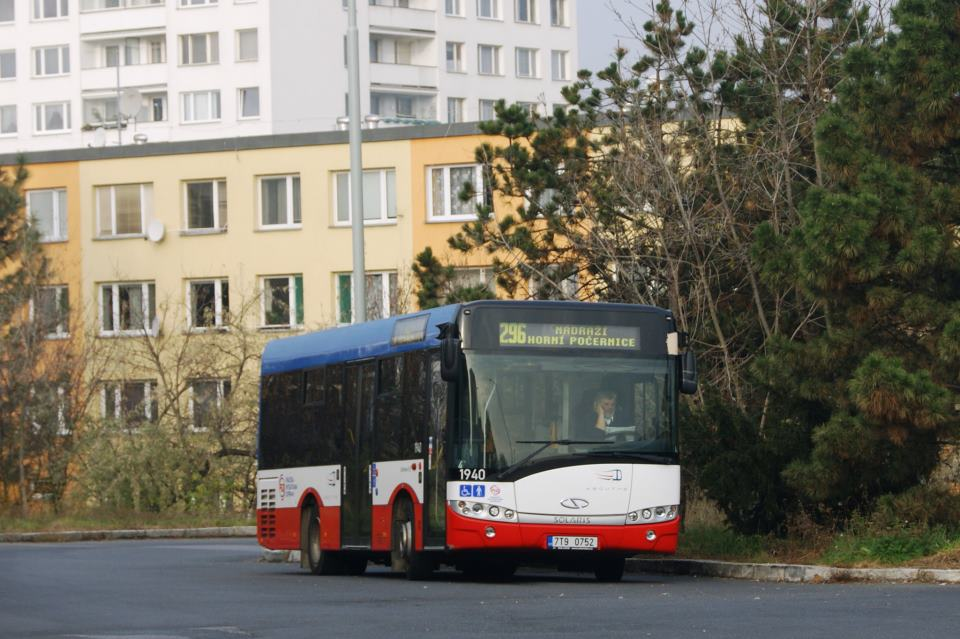 296 NÁDRAŽÍ
HORNÍ POČERNICE
1940
SOLARIS
7T9 0752